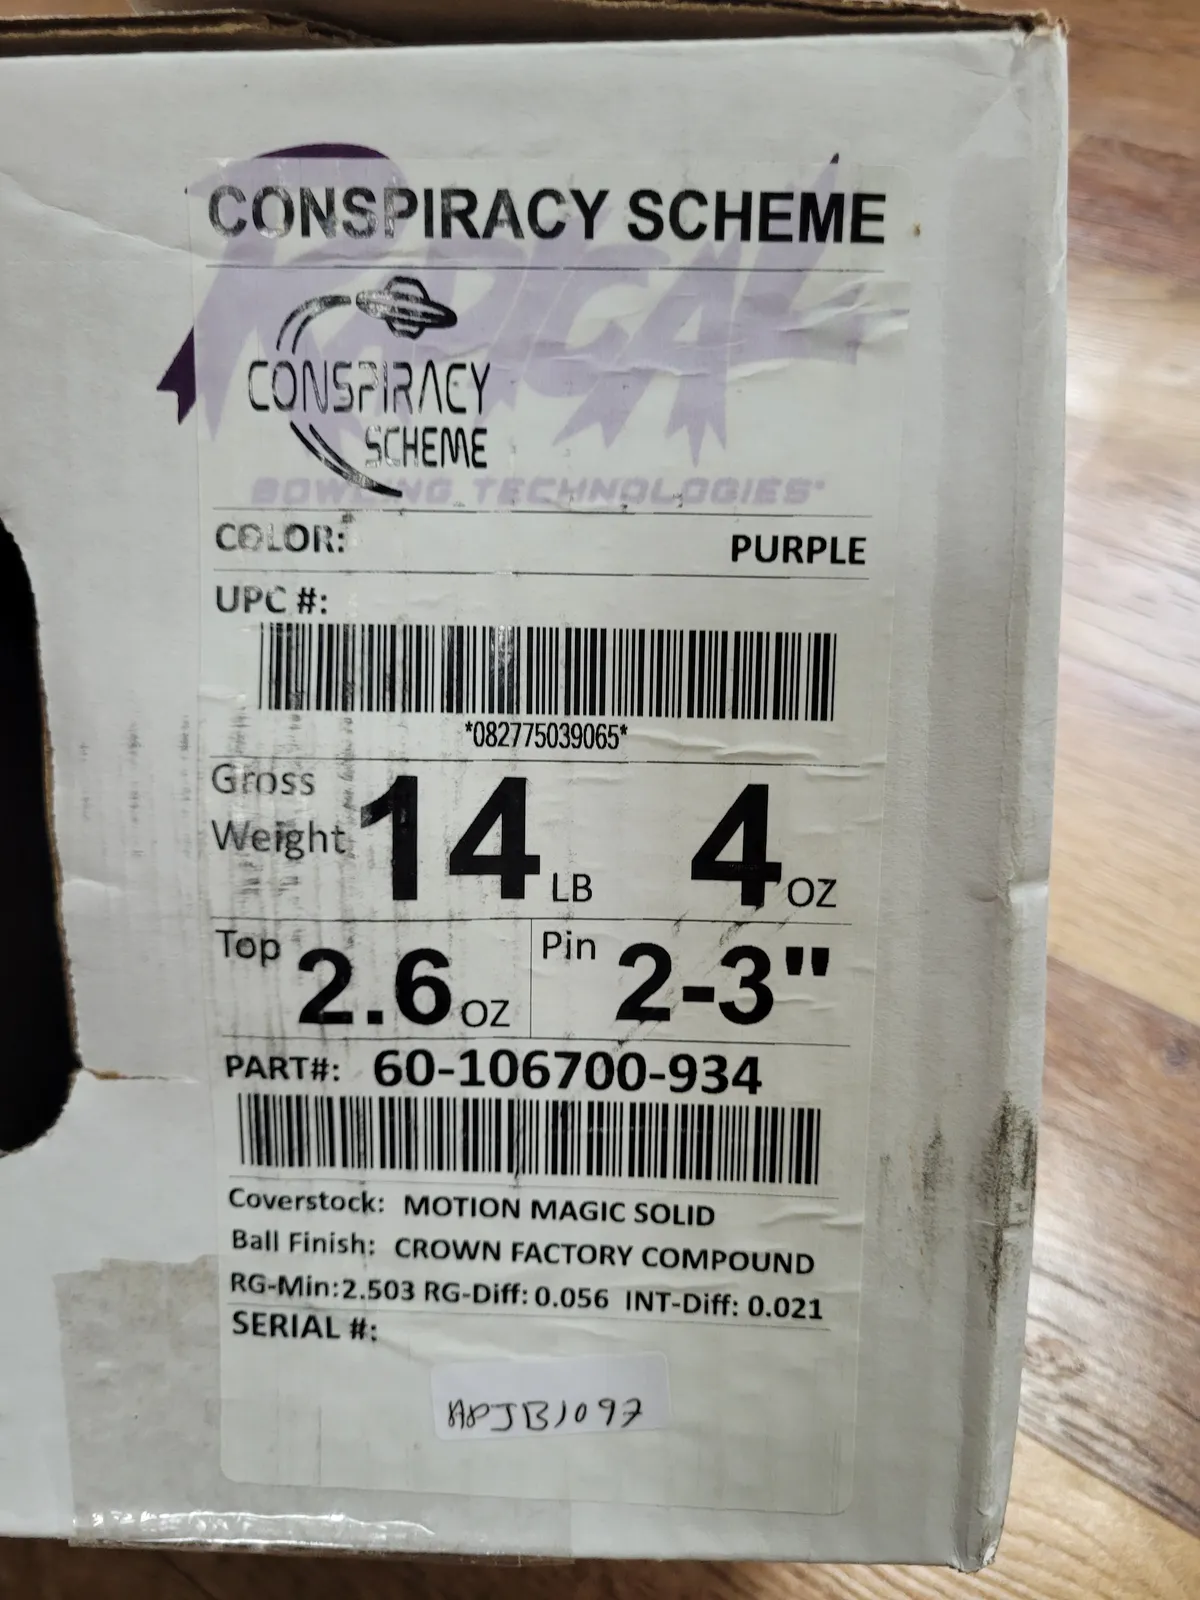 CONSPIRACY SCHEME
RADICAL
CONSPIRACY
SCHEME
BOWLING TECHNOLOGIES
COLOR: PURPLE
UPC #:
*082775039065*
Gross
Weight 14 LB 4 OZ
Top 2.6 OZ Pin 2-3"
PART#: 60-106700-934
Coverstock: MOTION MAGIC SOLID
Ball Finish: CROWN FACTORY COMPOUND
RG-Min:2.503 RG-Diff: 0.056 INT-Diff: 0.021
SERIAL #: